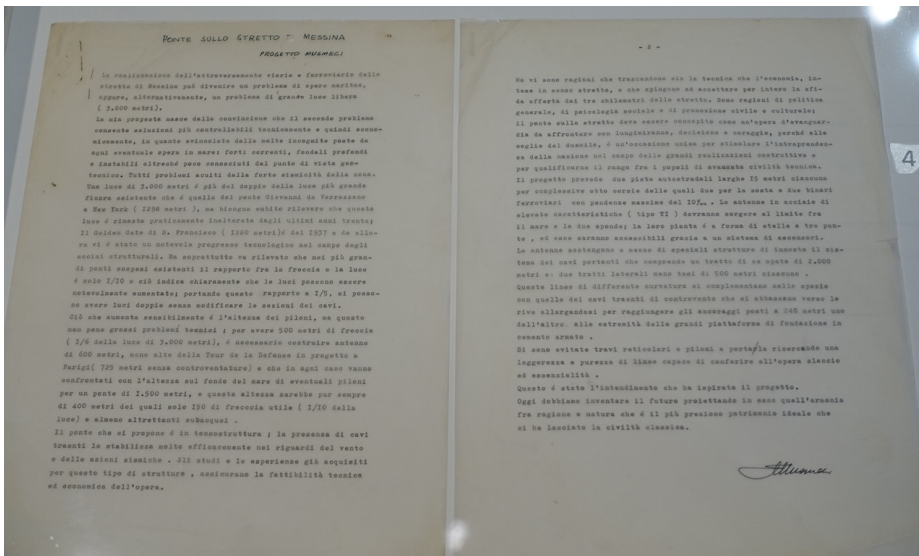 PONTE SULLO STRETTO DI MESSINA
PROGETTO MUSMECI
La realizzazione dell'attraversamento viario e ferroviario dello
stretto di Messina può divenire un problema di opere marittime,
oppure, alternativamente, un problema di grande luce libera
( 3.000 metri).
La mia proposta nasce dalla convinzione che il secondo problema
consente soluzioni più controllabili tecnicamente e quindi econo-
micamente, in quanto svincolate dalle molte incognite poste da
ogni eventuale opera in mare: forti correnti, fondali profondi
e instabili oltreché poco conosciuti dal punto di vista geo-
tecnico. Tutti problemi acuiti dalla forte sismicità della zona.
Una luce di 3.000 metri é più del doppio della luce più grande
finora esistente che é quella del ponte Giovanni da Verrazzano
a New York ( 1298 metri ), ma bisogna subito rilevare che questa
luce é rimasta praticamente inalterata dagli ultimi anni trenta;
Il Golden Gate di S. Francisco ( 1280 metri)é del 1937 e da allo-
ra vi é stato un notevole progresso tecnologico nel campo degli
acciai strutturali. Ma soprattutto va rilevato che nei più gran-
di ponti sospesi esistenti il rapporto fra la freccia e la luce
é solo I/IO e ciò indica chiaramente che le luci possono essere
notevolmente aumentate; portando questo rapporto a I/5, si posso-
no avere luci doppie senza modificare le sezioni dei cavi.
Ciò che aumenta sensibilmente é l'altezza dei piloni, ma questo
non pone grossi problemi tecnici ; per avere 500 metri di freccia
( I/6 della luce di 3.000 metri), é necessario costruire antenne
di 600 metri, meno alte della Tour de la Defense in progetto a
Parigi( 725 metri senza controventature) e che in ogni caso vanno
confrontati con l'altezza sul fondo del mare di eventuali piloni
per un ponte di I.500 metri, e questa altezza sarebbe pur sempre
di 400 metri dei quali solo I50 di freccia utile ( I/IO della
luce) e almeno altrettanti subacquei .
Il ponte che si propone é in tensostruttura ; la presenza di cavi
traenti lo stabilizza molto efficacemente nei riguardi del vento
e delle azioni sismiche . Gli studi e le esperienze già acquisiti
per questo tipo di strutture , assicurano la fattibilità tecnica
ed economica dell'opera.
- 2 -
Ma vi sono ragioni che trascendono sia la tecnica che l'economia, in-
tese in senso stretto, e che spingono ad accettare per intero la sfi-
da offerta dai tre chilometri dello stretto. Sono ragioni di politica
generale, di psicologia sociale e di promozione civile e culturale:
il ponte sullo stretto deve essere concepito come un'opera d'avanguar-
dia da affrontare con lungimiranza, decisione e coraggio, perché alle
soglie del duemila, é un'occasione unica per stimolare l'intraprenden-
za della nazione nel campo delle grandi realizzazioni costruttive e
per qualificarne il rango fra i popoli di avanzata civiltà tecnica.
Il progetto prevede due piste autostradali larghe I5 metri ciascuna
per complessive otto corsie delle quali due per la sosta e due binari
ferroviari con pendenze massime del 10‰ . Le antenne in acciaio di
elevate caratteristiche ( tipo TI ) dovranno sorgere al limite fra
il mare e le due sponde; la loro pianta é a forma di stella a tre pun-
te , ed esse saranno accessibili grazie a un sistema di ascensori.
Le antenne sostengono a mezzo di speciali strutture di innesto il sis-
tema dei cavi portanti che comprende un tratto di ca opata di 2.000
metri e due tratti laterali meno tesi di 500 metri ciascuno .
Queste linee di differente curvatura si complementano nello spazio
con quelle dei cavi traenti di controvento che si abbassano verso le
rive allargandosi per raggiungere gli ancoraggi posti a 248 metri uno
dall'altro. alle estremità delle grandi piattaforme di fondazione in
cemento armato .
Si sono evitate travi reticolari e piloni a portale ricercando una
leggerezza e purezza di linee capace di conferire all'opera slancio
ed essenzialità .
Questo é stato l'intendimento che ha ispirato il progetto.
Oggi dobbiamo inventare il futuro proiettando in esso quell'armonia
fra ragione e natura che é il più prezioso patrimonio ideale che
ci ha lasciato la civiltà classica.
4